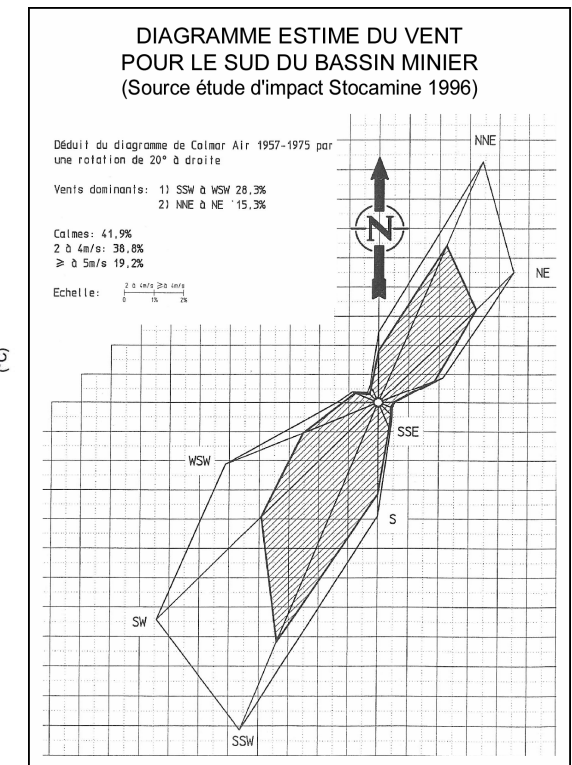 DIAGRAMME ESTIME DU VENT
POUR LE SUD DU BASSIN MINIER
(Source étude d'impact Stocamine 1996)
Déduit du diagramme de Colmar Air 1957-1975 par
une rotation de 20° à droite
Vents dominants: 1) SSW à WSW 28,3%
2) NNE à NE 15,3%
Calmes: 41,9%
2 à 4m/s: 38,8%
≥ à 5m/s 19,2%
Echelle:
2 à 4m/s ≥ à 4m/s
0 1% 2%
N
NNE
NE
SSE
WSW
S
SW
SSW